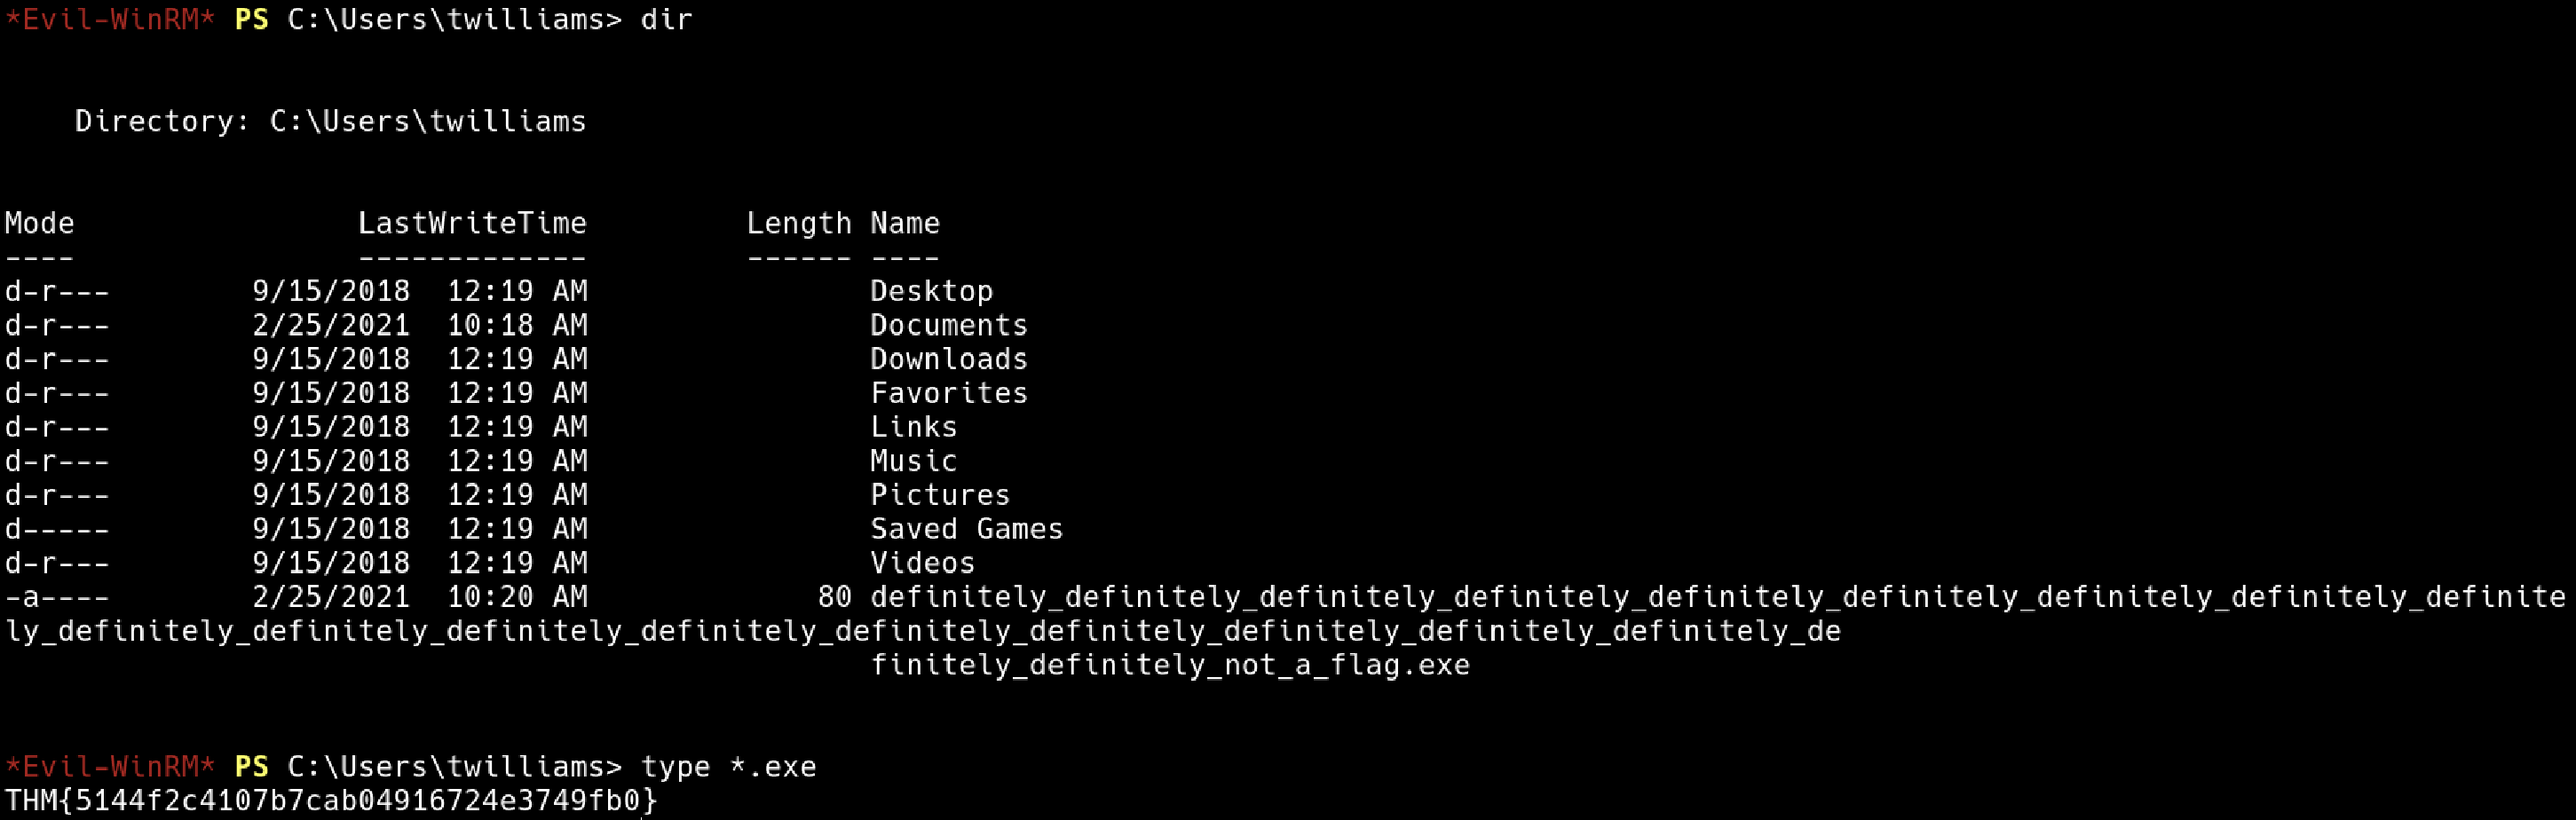 *Evil-WinRM* PS C:\Users\twilliams> dir
Directory: C:\Users\twilliams
Mode                LastWriteTime         Length Name
----                -------------         ------ ----
d-r---        9/15/2018  12:19 AM                Desktop
d-r---        2/25/2021  10:18 AM                Documents
d-r---        9/15/2018  12:19 AM                Downloads
d-r---        9/15/2018  12:19 AM                Favorites
d-r---        9/15/2018  12:19 AM                Links
d-r---        9/15/2018  12:19 AM                Music
d-r---        9/15/2018  12:19 AM                Pictures
d-----        9/15/2018  12:19 AM                Saved Games
d-r---        9/15/2018  12:19 AM                Videos
-a----        2/25/2021  10:20 AM             80 definitely_definitely_definitely_definitely_definitely_definitely_definitely_definitely_definite
ly_definitely_definitely_definitely_definitely_definitely_definitely_definitely_definitely_definitely_de
finitely_definitely_not_a_flag.exe
*Evil-WinRM* PS C:\Users\twilliams> type *.exe
THM{5144f2c4107b7cab04916724e3749fb0}